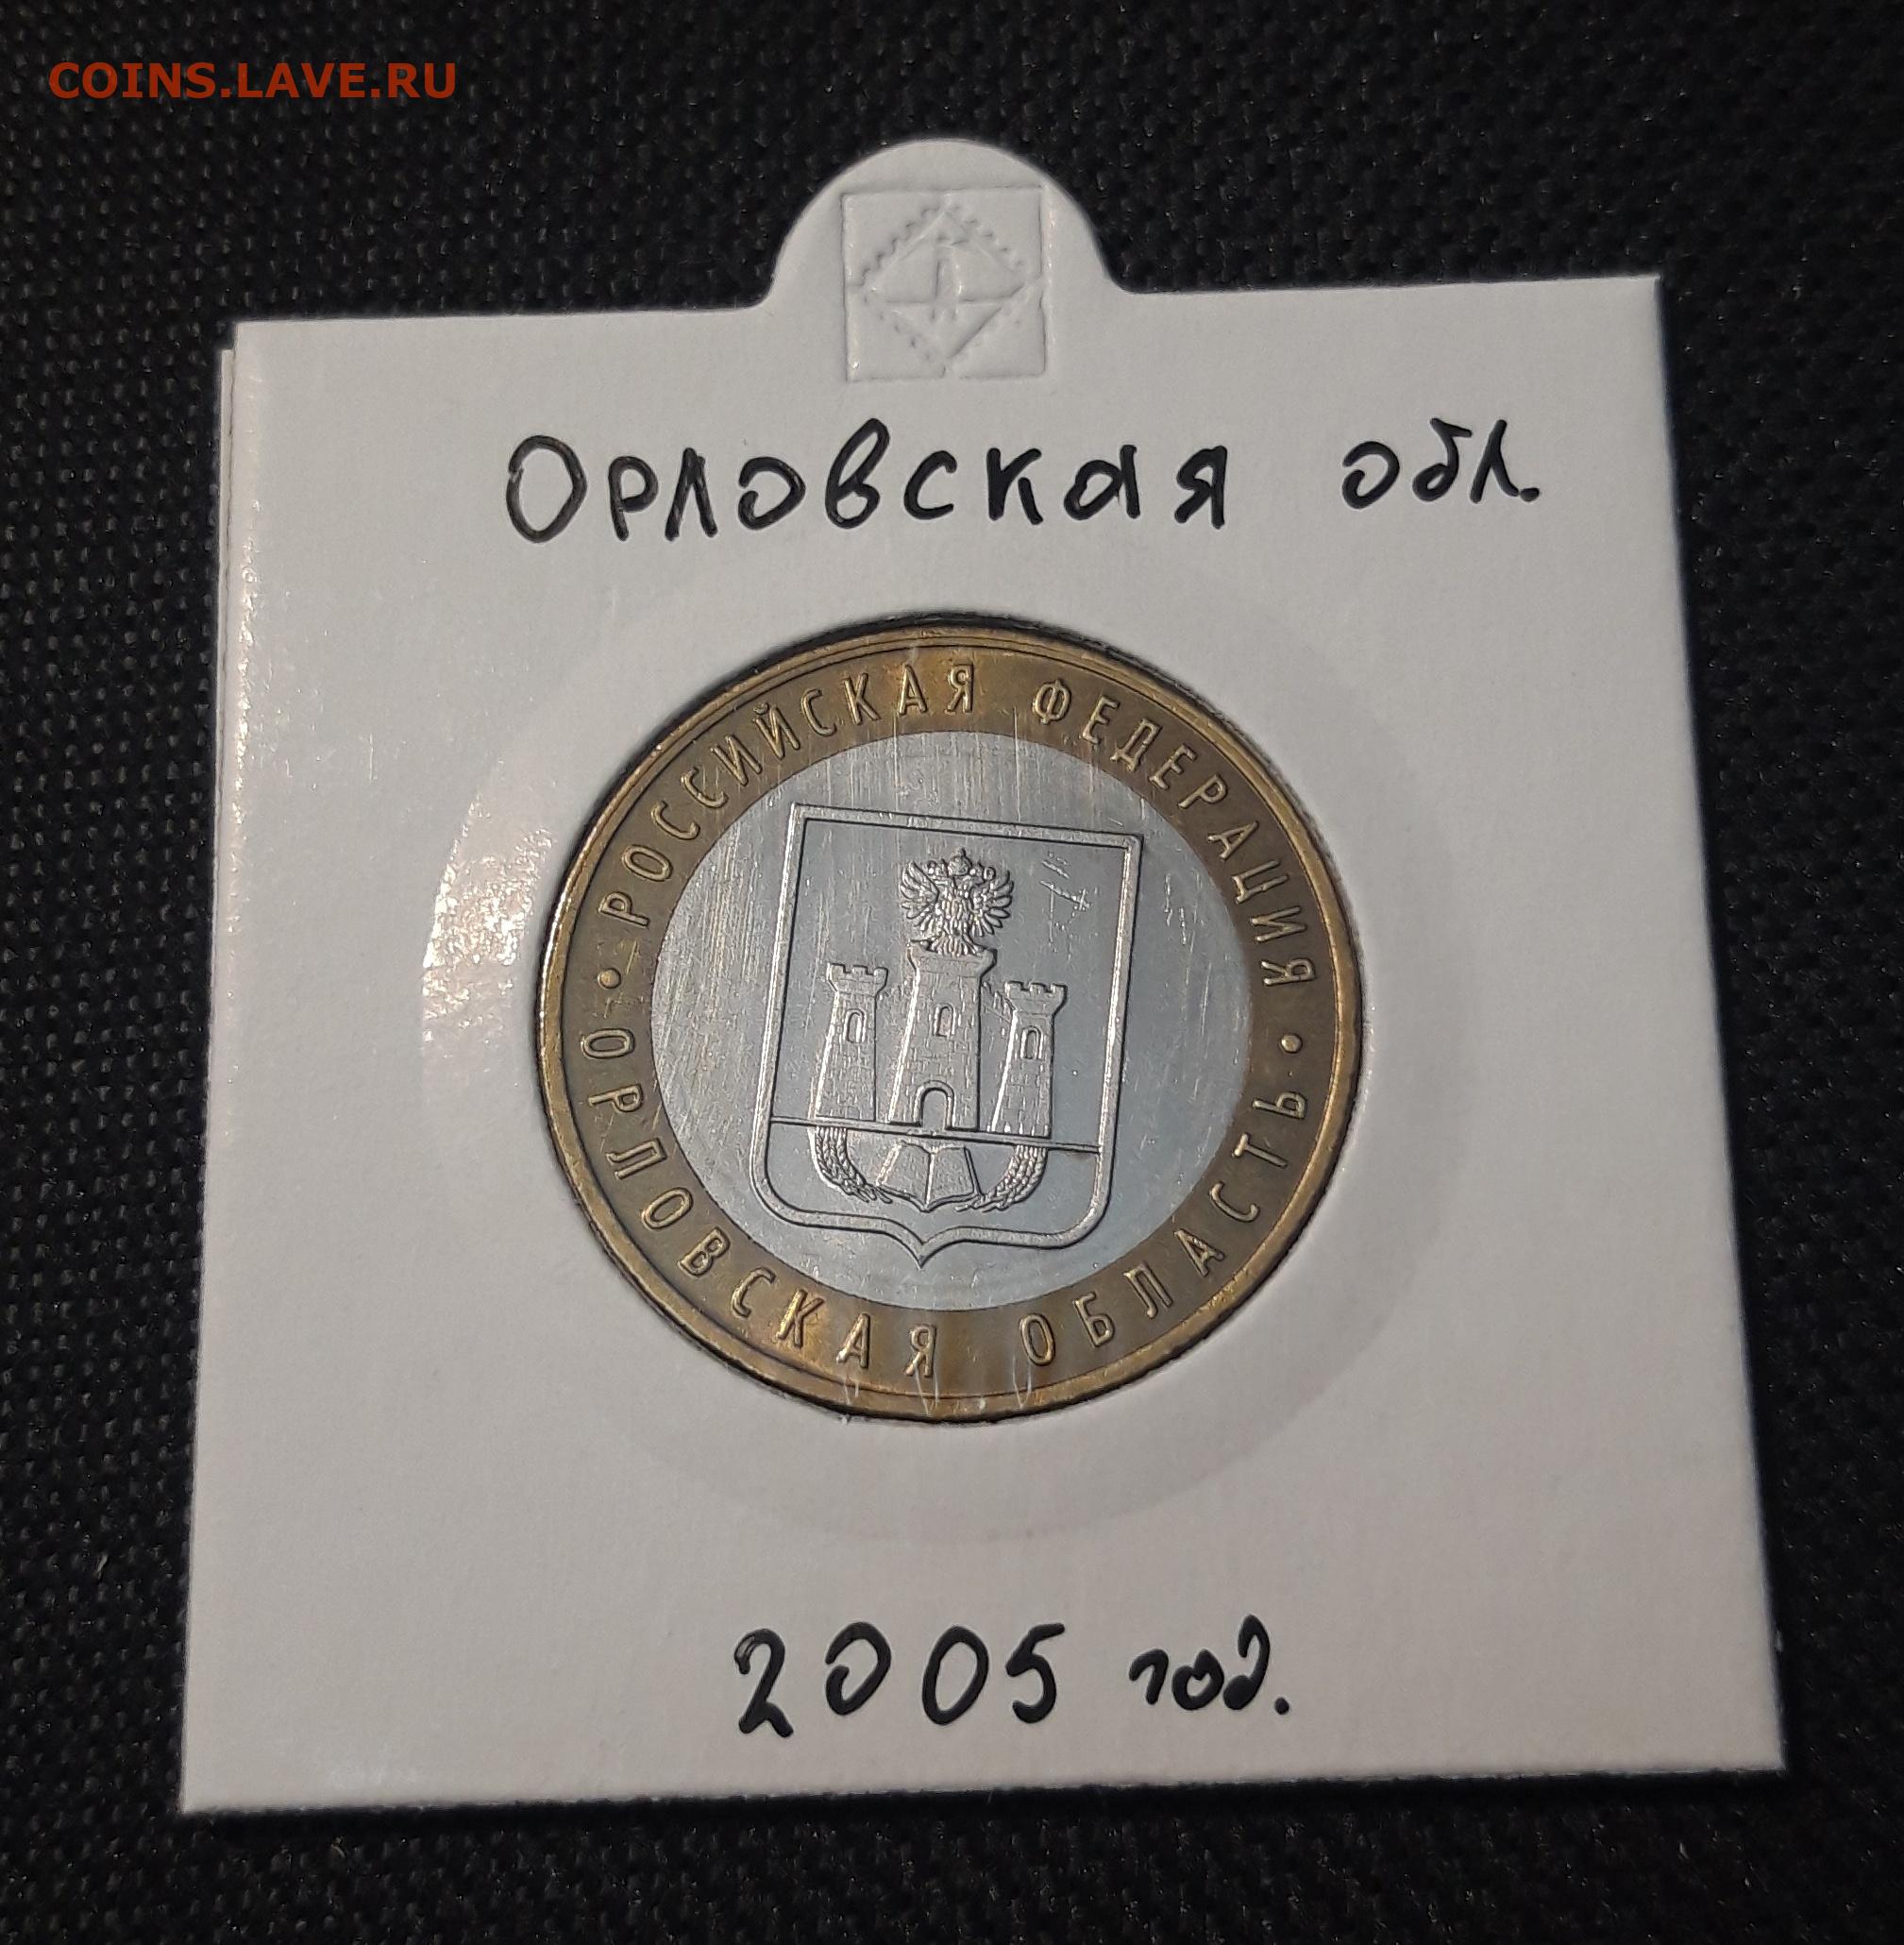 COINS.LAVE.RU
Орловская обл.
• РОССИЙСКАЯ ФЕДЕРАЦИЯ •
ОРЛОВСКАЯ ОБЛАСТЬ
2005 год.